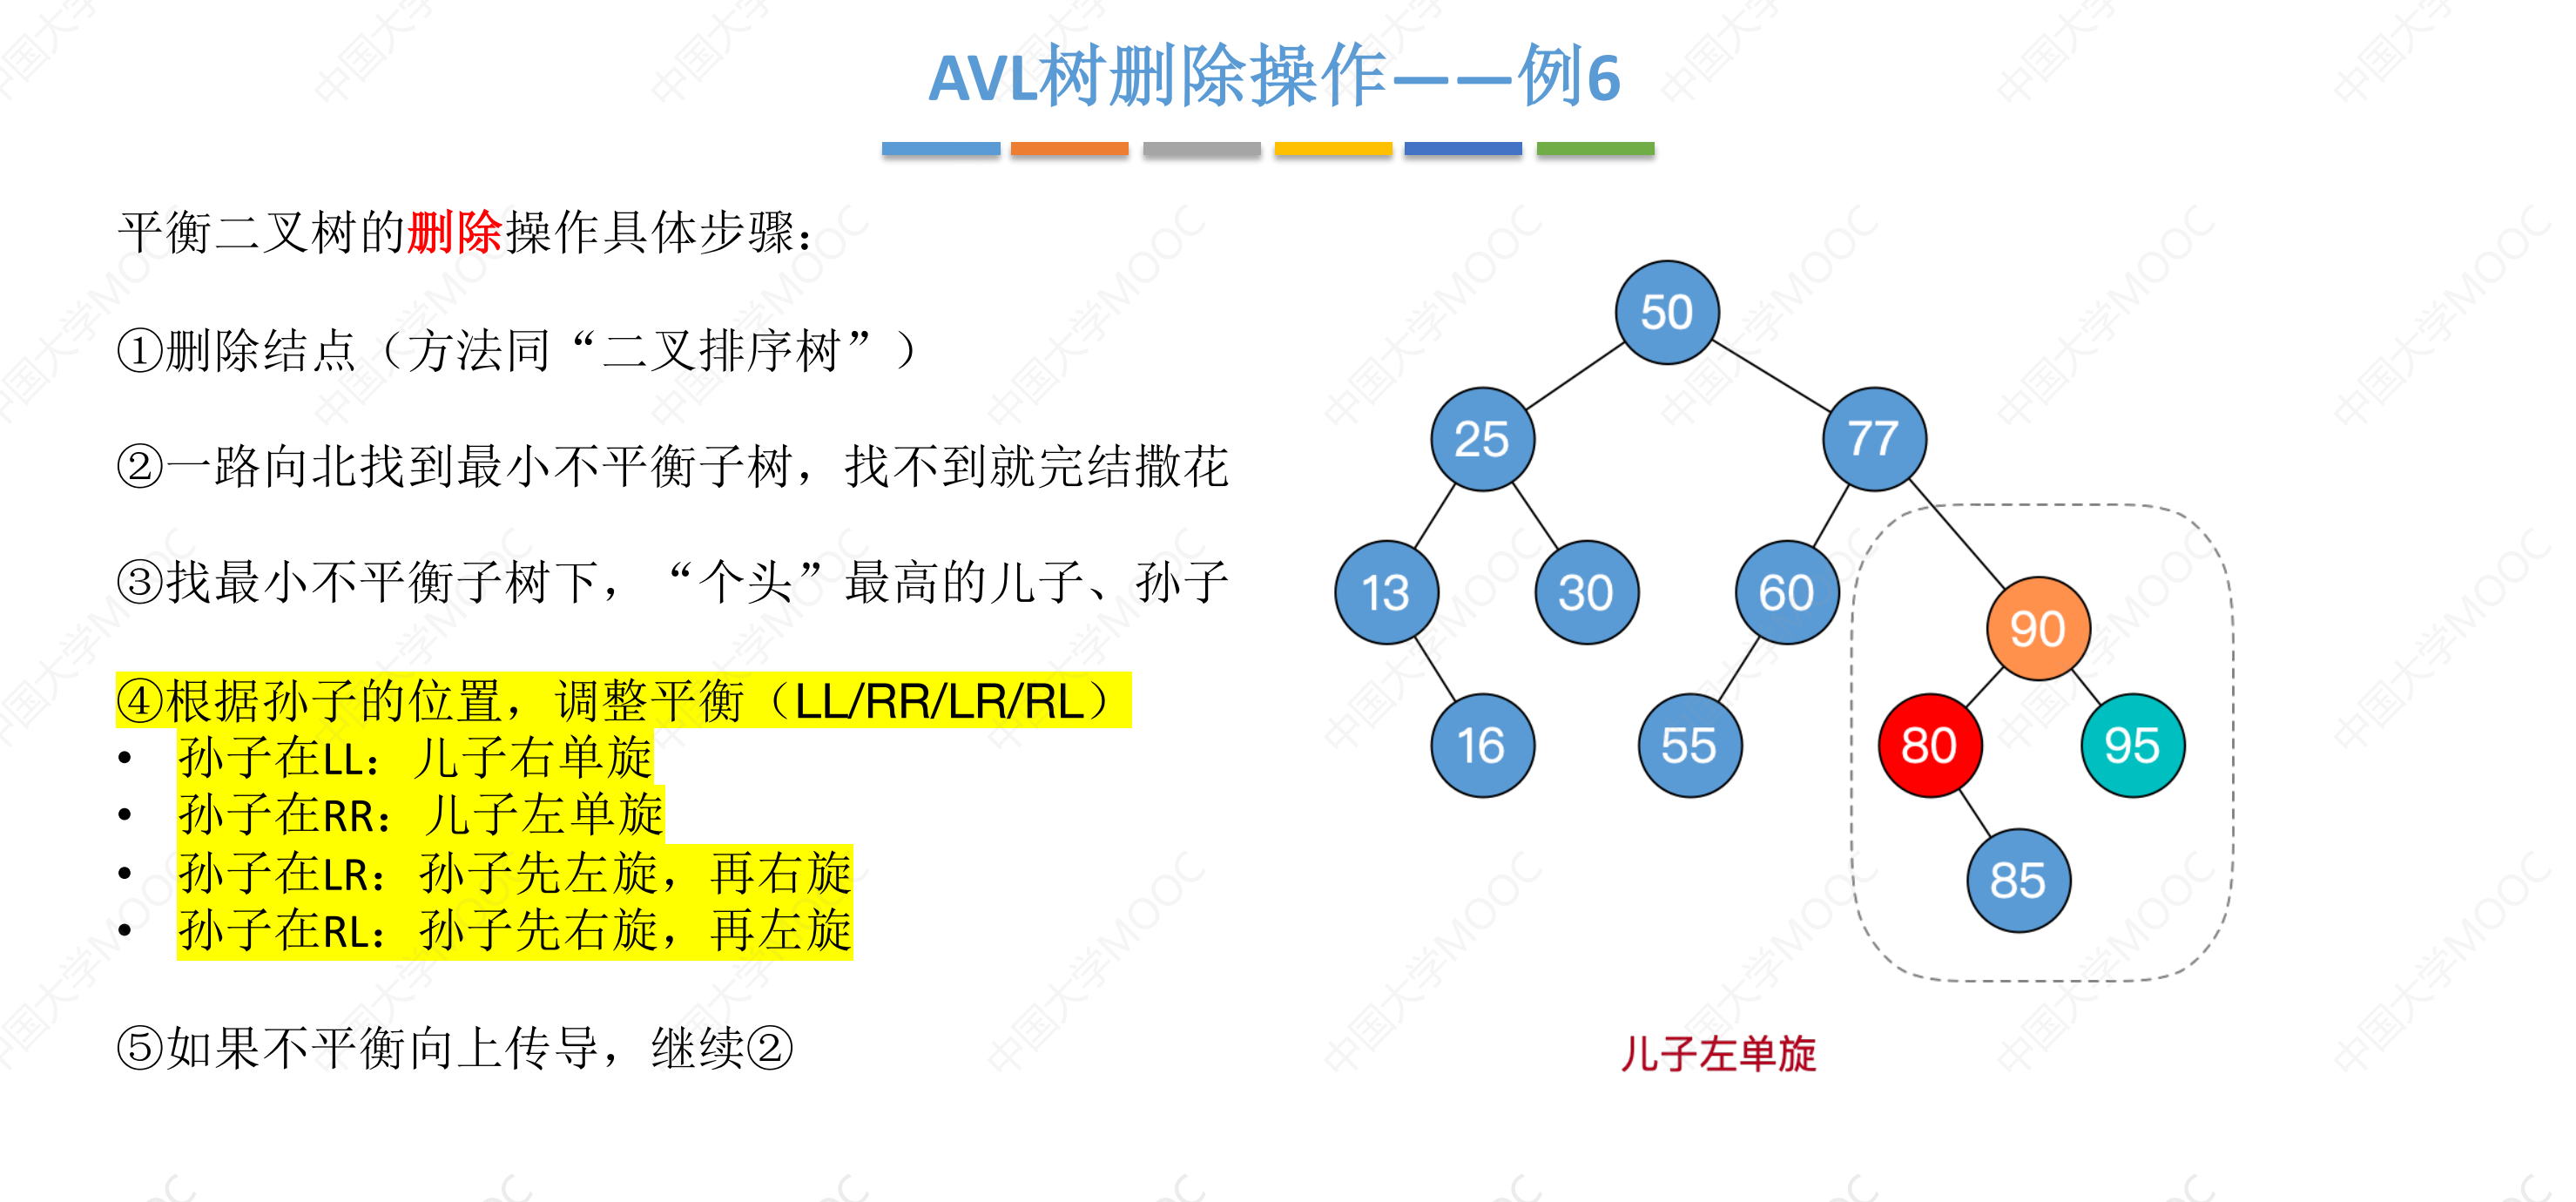 AVL树删除操作——例6
平衡二叉树的删除操作具体步骤：
①删除结点（方法同“二叉排序树”）
②一路向北找到最小不平衡子树，找不到就完结撒花
③找最小不平衡子树下，“个头”最高的儿子、孙子
④根据孙子的位置，调整平衡（LL/RR/LR/RL）
• 孙子在LL：儿子右单旋
• 孙子在RR：儿子左单旋
• 孙子在LR：孙子先左旋，再右旋
• 孙子在RL：孙子先右旋，再左旋
⑤如果不平衡向上传导，继续②
50
25
77
13
30
60
90
16
55
80
95
85
儿子左单旋
中国大学MOOC